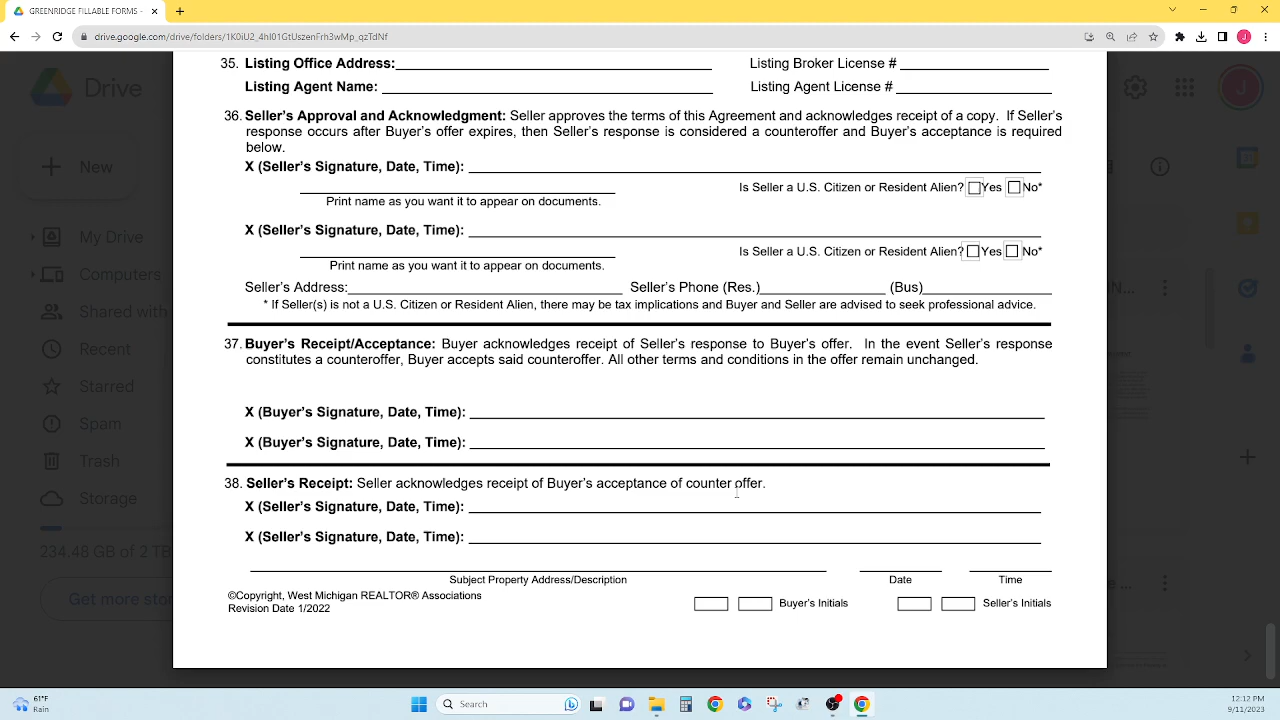 GREENRIDGE FILLABLE FORMS -
drive.google.com/drive/folders/1K0iU2_4hI01GtUszenFrh3wMp_qzTdNf
Drive
New
My Drive
Computers
Shared with
Recent
Starred
Spam
Trash
Storage
234.48 GB of 2 TB
Get more sto
35. Listing Office Address: Listing Broker License #
Listing Agent Name: Listing Agent License #
36. Seller's Approval and Acknowledgment: Seller approves the terms of this Agreement and acknowledges receipt of a copy. If Seller's
response occurs after Buyer's offer expires, then Seller's response is considered a counteroffer and Buyer's acceptance is required
below.
X (Seller's Signature, Date, Time):
Is Seller a U.S. Citizen or Resident Alien? Yes No*
Print name as you want it to appear on documents.
X (Seller's Signature, Date, Time):
Is Seller a U.S. Citizen or Resident Alien? Yes No*
Print name as you want it to appear on documents.
Seller's Address: Seller's Phone (Res.) (Bus)
* If Seller(s) is not a U.S. Citizen or Resident Alien, there may be tax implications and Buyer and Seller are advised to seek professional advice.
37. Buyer's Receipt/Acceptance: Buyer acknowledges receipt of Seller's response to Buyer's offer. In the event Seller's response
constitutes a counteroffer, Buyer accepts said counteroffer. All other terms and conditions in the offer remain unchanged.
X (Buyer's Signature, Date, Time):
X (Buyer's Signature, Date, Time):
38. Seller's Receipt: Seller acknowledges receipt of Buyer's acceptance of counter offer.
X (Seller's Signature, Date, Time):
X (Seller's Signature, Date, Time):
Subject Property Address/Description Date Time
©Copyright, West Michigan REALTOR® Associations
Revision Date 1/2022
Buyer's Initials Seller's Initials
J
J
61°F
Rain
Search
12:12 PM
9/11/2023